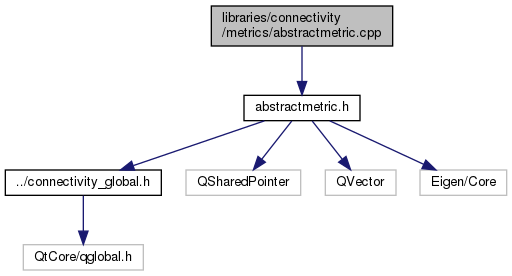 libraries/connectivity
/metrics/abstractmetric.cpp
abstractmetric.h
../connectivity_global.h
QSharedPointer
QVector
Eigen/Core
QtCore/qglobal.h